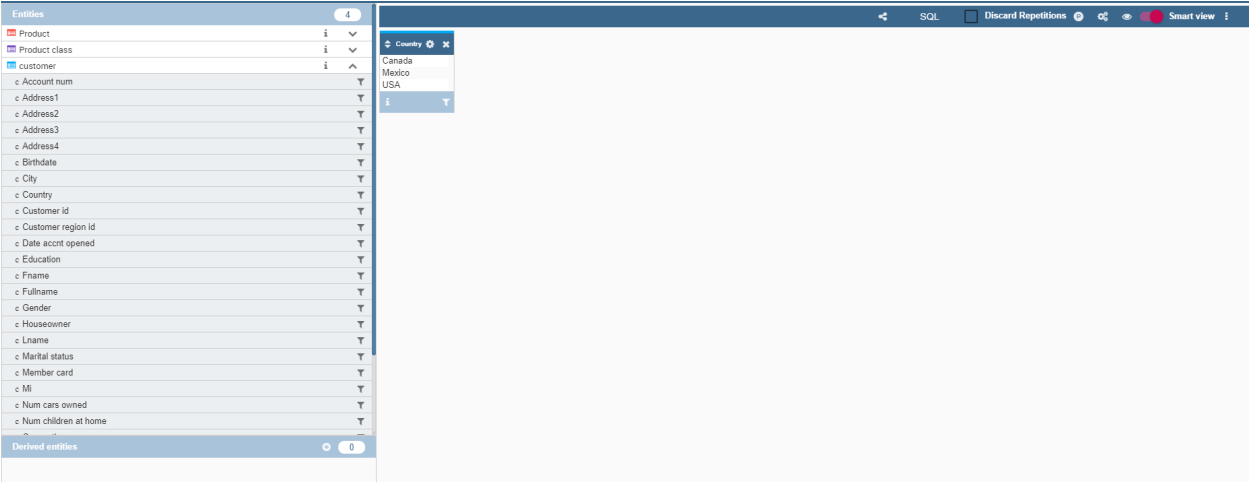 Entities 4
Product i
Product class i
customer i
c Account num
c Address1
c Address2
c Address3
c Address4
c Birthdate
c City
c Country
c Customer id
c Customer region id
c Date accnt opened
c Education
c Fname
c Fullname
c Gender
c Houseowner
c Lname
c Marital status
c Member card
c Mi
c Num cars owned
c Num children at home
Derived entities 0
SQL Discard Repetitions P Smart view
Country
Canada
Mexico
USA
i